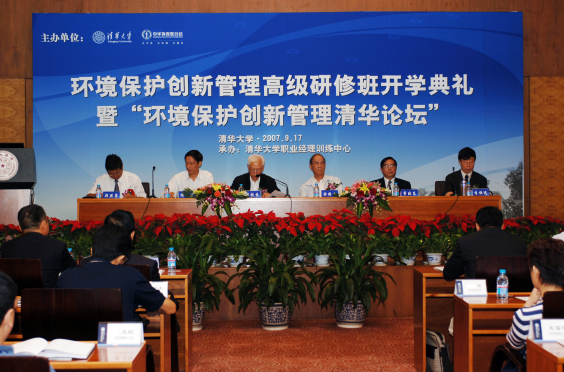 主办单位:
清华大学
环境保护创新管理高级研修班开学典礼
暨“环境保护创新管理清华论坛”
清华大学·2007.9.17
承办:清华大学职业经理训练中心